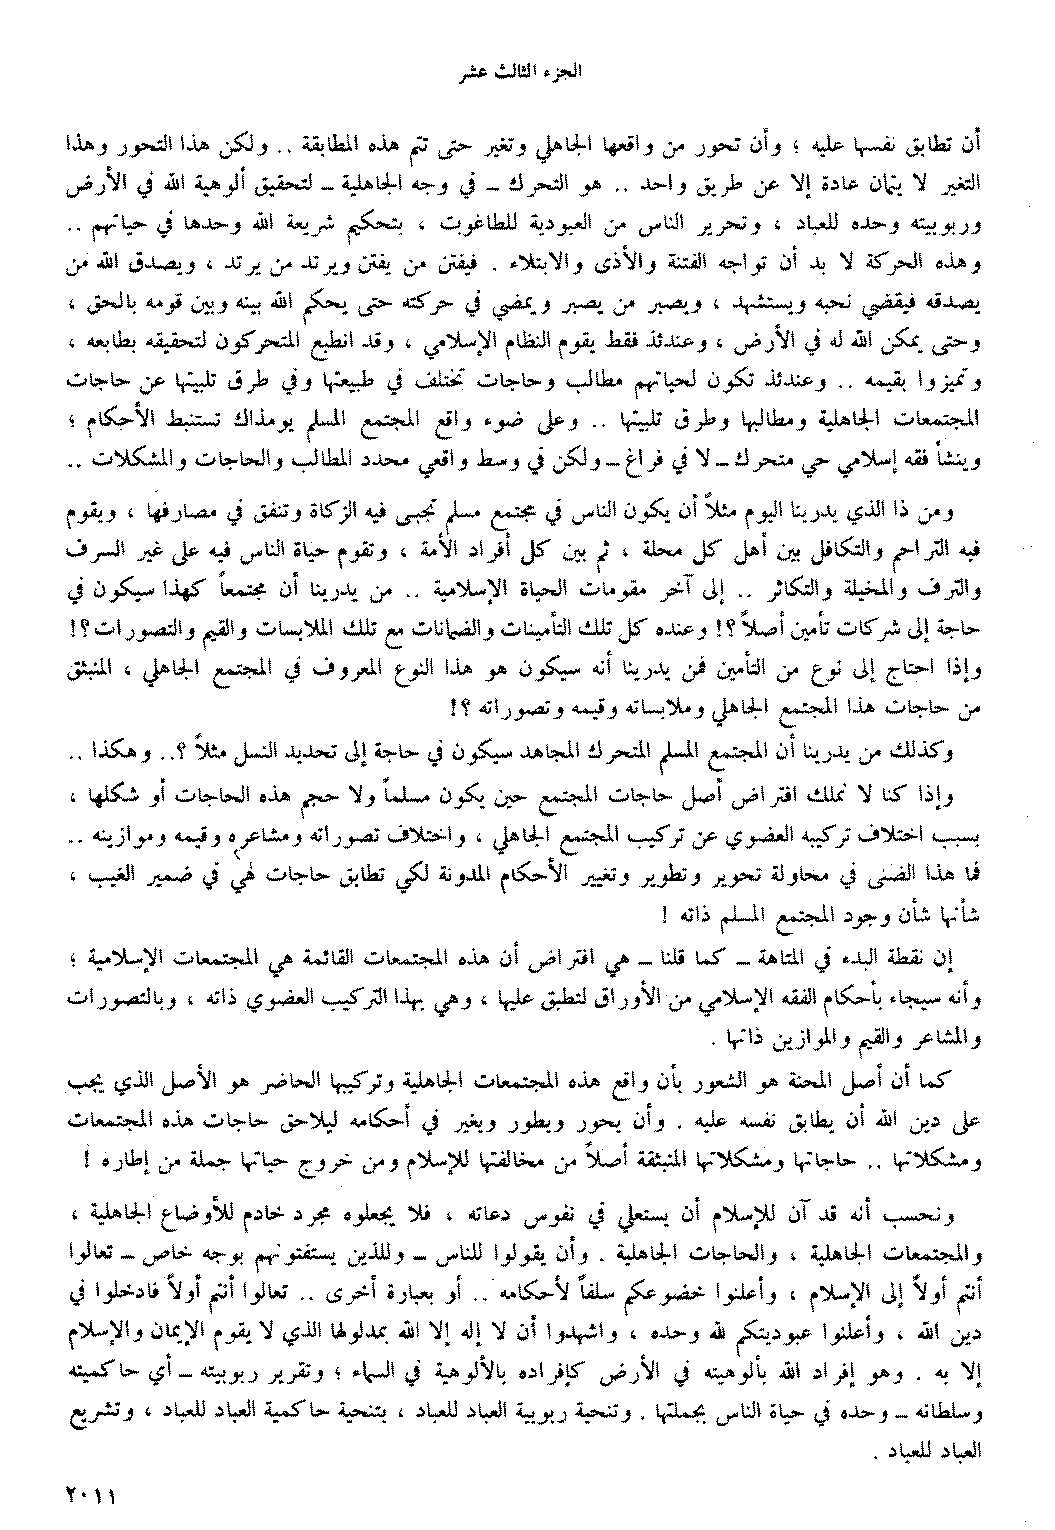 الجزء الثالث عشر
أن تطابق نفسها عليه ؛ وأن تحور من واقعها الجاهلي وتغير حتى تتم هذه المطابقة .. ولكن هذا التحور وهذا
التغير لا يتمان عادة إلا عن طريق واحد .. هو التحرك – في وجه الجاهلية – لتحقيق ألوهية الله في الأرض
وربوبيته وحده للعباد ، وتحرير الناس من العبودية للطاغوت ، بتحكيم شريعة الله وحدها في حياتهم ..
وهذه الحركة لا بد أن تواجه الفتنة والأذى والابتلاء . فيفتن من يفتن ويرتد من يرتد ، ويصدق الله من
يصدقه فيقضي نحبه ويستشهد ، ويصبر من يصبر ويمضي في حركته حتى يحكم الله بينه وبين قومه بالحق ،
وحتى يمكن الله له في الأرض ، وعندئذ فقط يقوم النظام الإسلامي ، وقد انطبع المتحركون لتحقيقه بطابعه ،
وتميزوا بقيمه .. وعندئذ تكون لحياتهم مطالب وحاجات تختلف في طبيعتها وفي طرق تلبيتها عن حاجات
المجتمعات الجاهلية ومطالبها وطرق تلبيتها .. وعلى ضوء واقع المجتمع المسلم يومذاك تستنبط الأحكام ؛
وينشأ فقه إسلامي حي متحرك – لا في فراغ – ولكن في وسط واقعي محدد المطالب والحاجات والمشكلات ..
ومن ذا الذي يدرينا اليوم مثلاً أن يكون الناس في مجتمع مسلم تجبى فيه الزكاة وتنفق في مصارفها ، ويقوم
فيه التراحم والتكافل بين أهل كل محلة ، ثم بين كل أفراد الأمة ، وتقوم حياة الناس فيه على غير السرف
والترف والمخيلة والتكاثر .. إلى آخر مقومات الحياة الإسلامية .. من يدرينا أن مجتمعاً كهذا سيكون في
حاجة إلى شركات تأمين أصلاً ؟! وعنده كل تلك التأمينات والضمانات مع تلك الملابسات والقيم والتصورات ؟!
وإذا احتاج إلى نوع من التأمين فمن يدرينا أنه سيكون هو هذا النوع المعروف في المجتمع الجاهلي ، المنبثق
من حاجات هذا المجتمع الجاهلي وملابساته وقيمه وتصوراته ؟!
وكذلك من يدرينا أن المجتمع المسلم المتحرك المجاهد سيكون في حاجة إلى تحديد النسل مثلاً ؟.. وهكذا ..
وإذا كنا لا نملك افتراض أصل حاجات المجتمع حين يكون مسلماً ولا حجم هذه الحاجات أو شكلها ،
بسبب اختلاف تركيبه العضوي عن تركيب المجتمع الجاهلي ، واختلاف تصوراته ومشاعره وقيمه وموازينه ..
فما هذا الضنى في محاولة تحوير وتطوير وتغيير الأحكام المدونة لكي تطابق حاجات لهي في ضمير الغيب ،
شأنها شأن وجود المجتمع المسلم ذاته !
إن نقطة البدء في المتاهة – كما قلنا – هي افتراض أن هذه المجتمعات القائمة هي المجتمعات الإسلامية ؛
وأنه سيجاء بأحكام الفقه الإسلامي من الأوراق لتطبق عليها ، وهي بهذا التركيب العضوي ذاته ، وبالتصورات
والمشاعر والقيم والموازين ذاتها .
كما أن أصل المحنة هو الشعور بأن واقع هذه المجتمعات الجاهلية وتركيبها الحاضر هو الأصل الذي يجب
على دين الله أن يطابق نفسه عليه . وأن يحور ويطور ويغير في أحكامه ليلاحق حاجات هذه المجتمعات
ومشكلاتها .. حاجاتها ومشكلاتها المنبثقة أصلاً من مخالفتها للإسلام ومن خروج حياتها جملة من إطاره !
ونحسب أنه قد آن للإسلام أن يستعلي في نفوس دعاته ، فلا يجعلوه مجرد خادم للأوضاع الجاهلية ،
والمجتمعات الجاهلية ، والحاجات الجاهلية . وأن يقولوا للناس – وللذين يستفتونهم بوجه خاص – تعالوا
أنتم أولاً إلى الإسلام ، وأعلنوا خضوعكم سلفاً لأحكامه .. أو بعبارة أخرى .. تعالوا أنتم أولاً فادخلوا في
دين الله ، وأعلنوا عبوديتكم لله وحده ، واشهدوا أن لا إله إلا الله بمدلولها الذي لا يقوم الإيمان والإسلام
إلا به . وهو إفراد الله بألوهيته في الأرض كإفراده بالألوهية في السماء ؛ وتقرير ربوبيته – أي حاكميته
وسلطانه – وحده في حياة الناس بجملتها . وتنحية ربوبية العباد للعباد ، بتنحية حاكمية العباد للعباد ، وتشريع
العباد للعباد .
٢٠١١